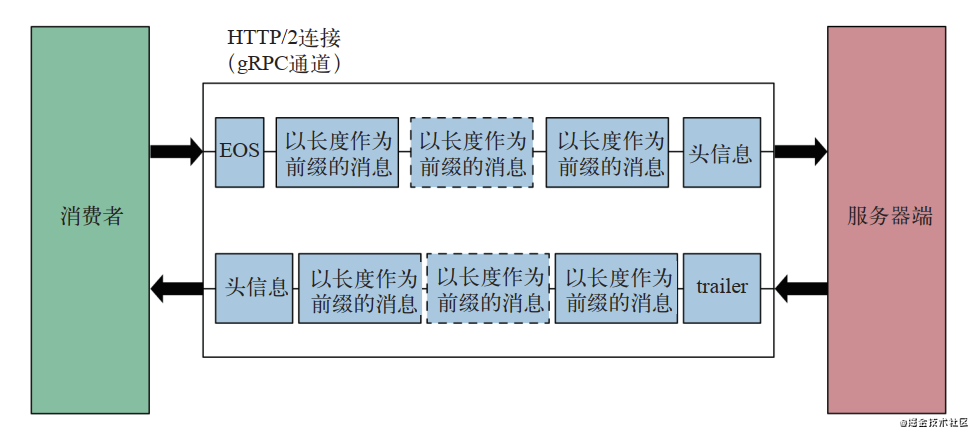 HTTP/2连接
（gRPC通道）
消费者
EOS
以长度作为
前缀的消息
以长度作为
前缀的消息
以长度作为
前缀的消息
头信息
服务器端
头信息
以长度作为
前缀的消息
以长度作为
前缀的消息
以长度作为
前缀的消息
trailer
@掘金技术社区